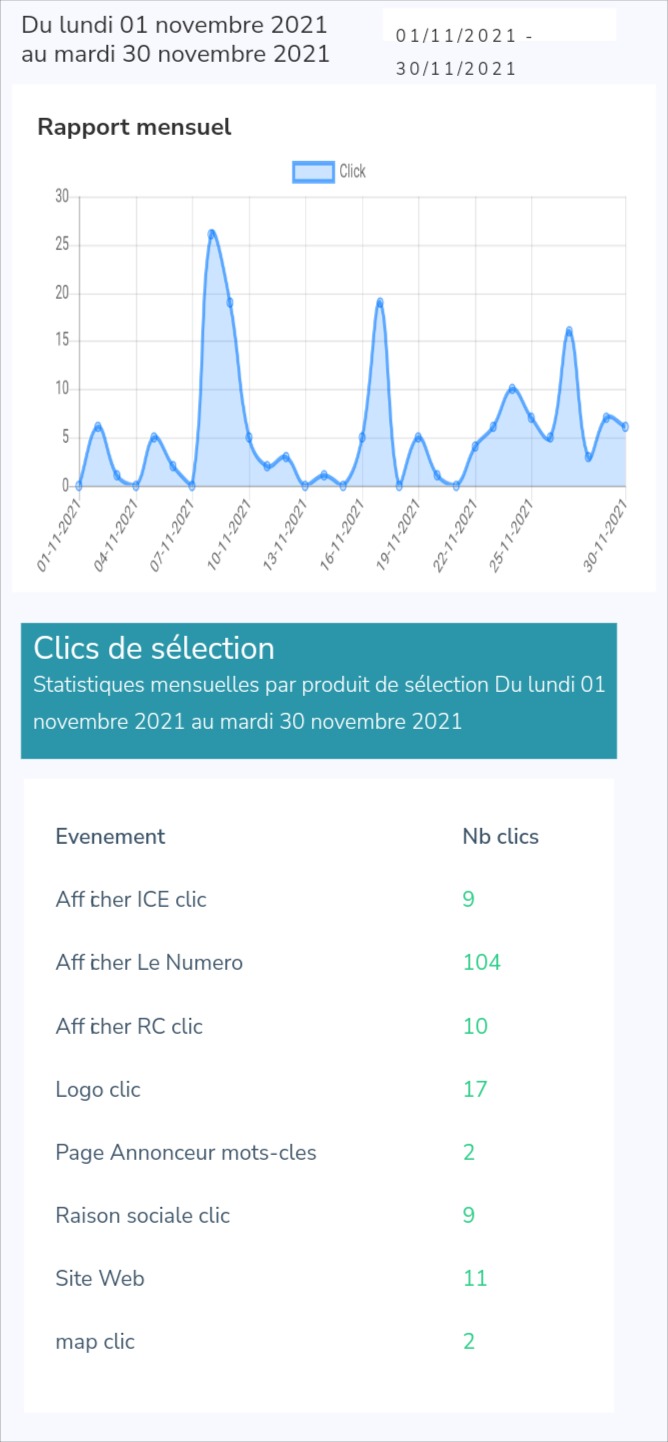 Du lundi 01 novembre 2021
au mardi 30 novembre 2021
01/11/2021 -
30/11/2021
Rapport mensuel
Click
30
25
20
15
10
5
0
01-11-2021
04-11-2021
07-11-2021
10-11-2021
13-11-2021
16-11-2021
19-11-2021
22-11-2021
25-11-2021
30-11-2021
Clics de sélection
Statistiques mensuelles par produit de sélection Du lundi 01
novembre 2021 au mardi 30 novembre 2021
Evenement Nb clics
Afficher ICE clic 9
Afficher Le Numero 104
Afficher RC clic 10
Logo clic 17
Page Annonceur mots-cles 2
Raison sociale clic 9
Site Web 11
map clic 2